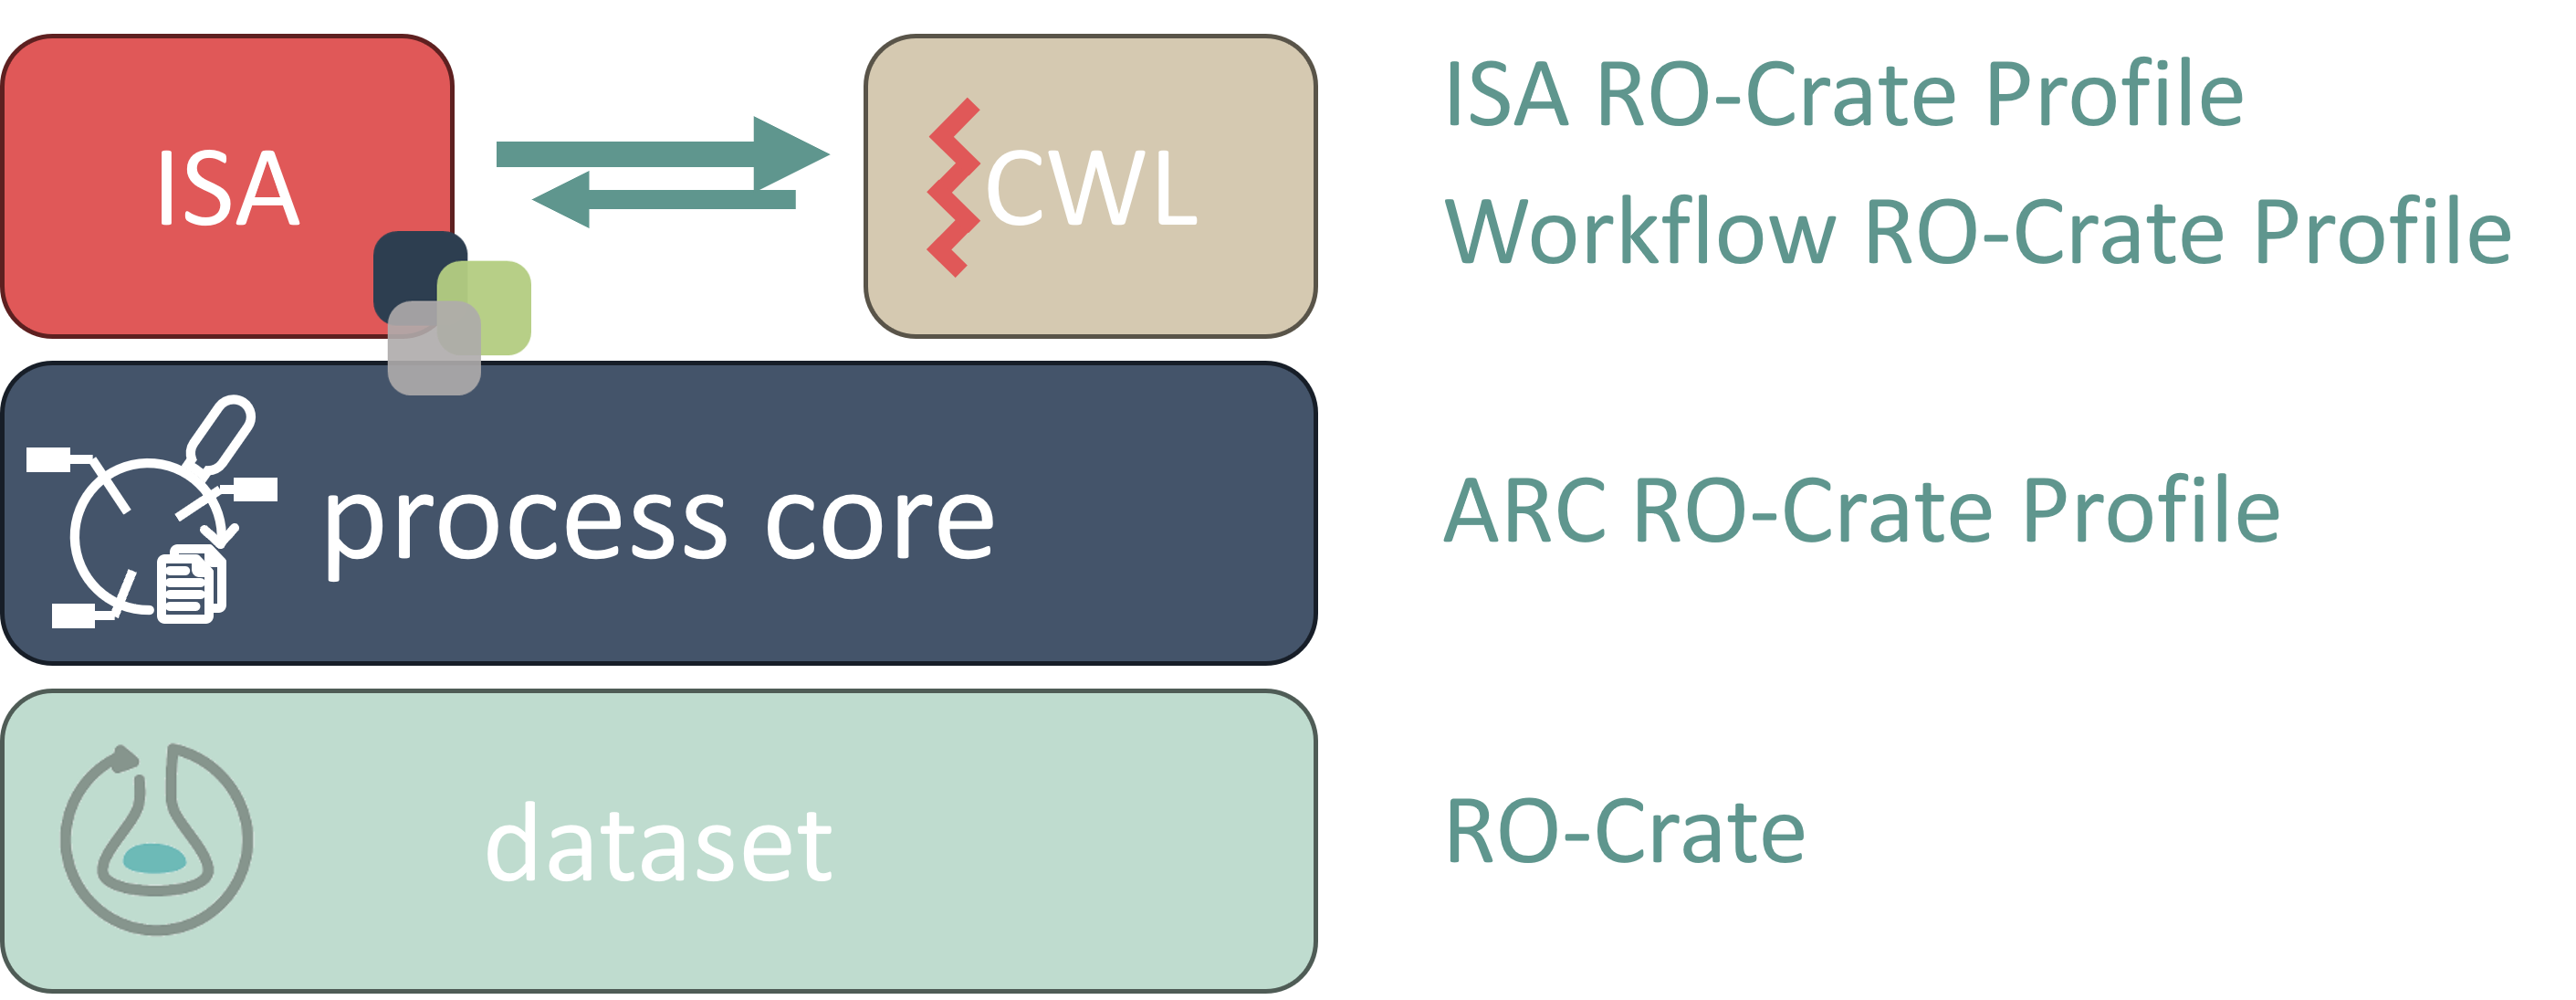 ISA
CWL
ISA RO-Crate Profile
Workflow RO-Crate Profile
process core
ARC RO-Crate Profile
dataset
RO-Crate